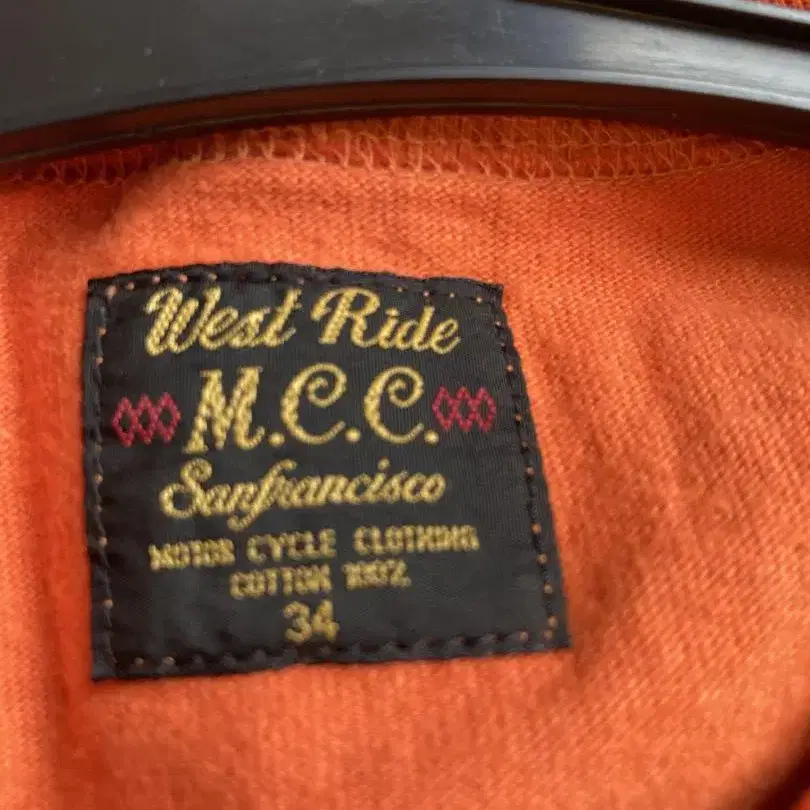 West Ride
M.C.C.
Sanfrancisco
MOTOR CYCLE CLOTHING
COTTON 100%
34